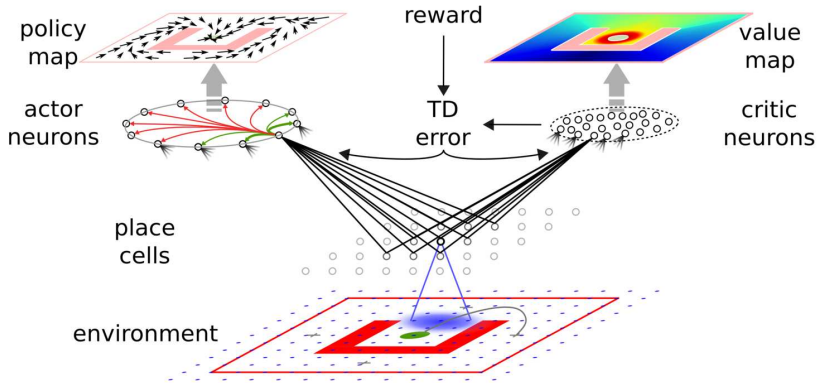 policy
map
reward
value
map
actor
neurons
TD
error
critic
neurons
place
cells
environment